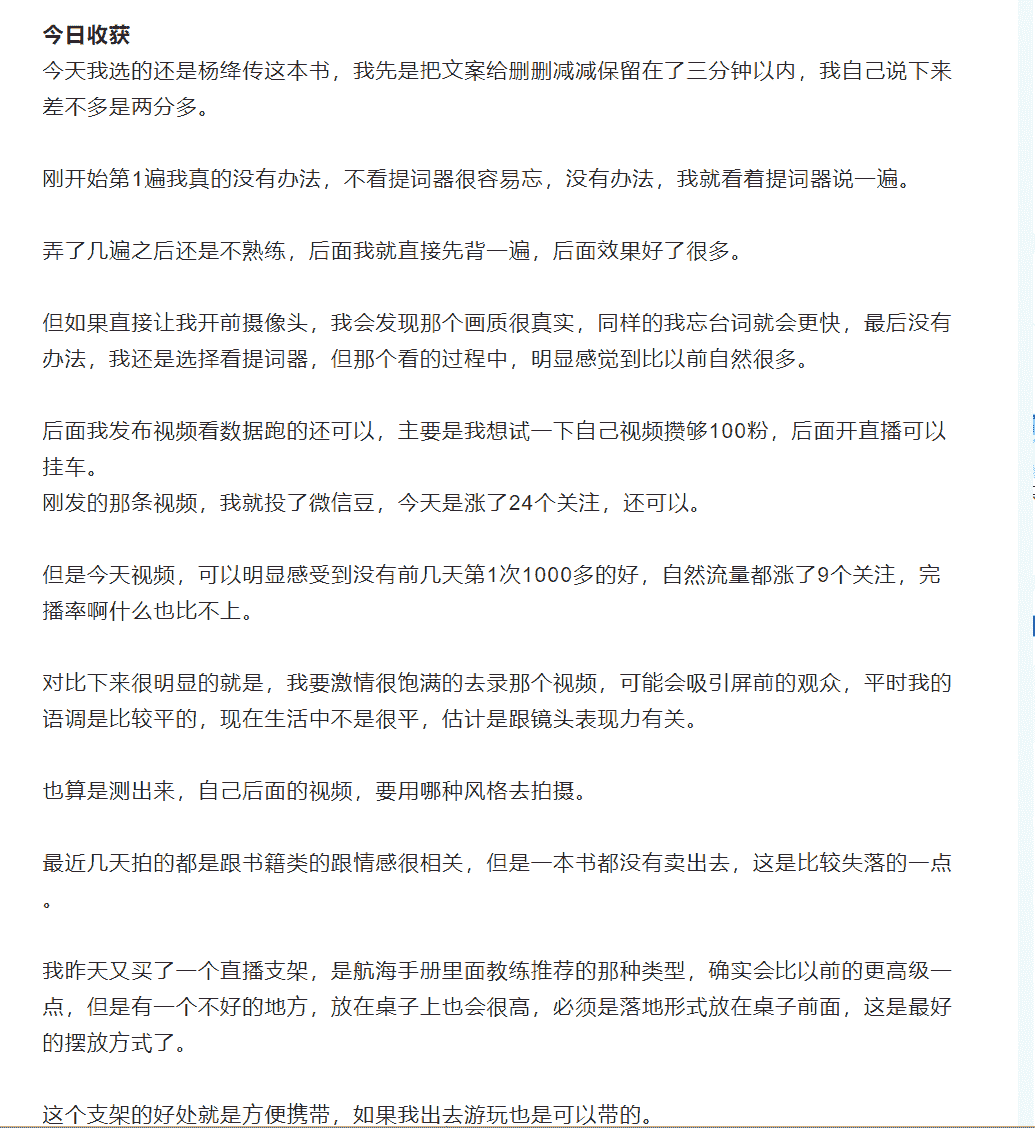 今日收获
今天我选的还是杨绛传这本书，我先是把文案给删删减减保留在了三分钟以内，我自己说下来
差不多是两分多。
刚开始第1遍我真的没有办法，不看提词器很容易忘，没有办法，我就看着提词器说一遍。
弄了几遍之后还是不熟练，后面我就直接先背一遍，后面效果好了很多。
但如果直接让我开前摄像头，我会发现那个画质很真实，同样的我忘台词就会更快，最后没有
办法，我还是选择看提词器，但那个看的过程中，明显感觉到比以前自然很多。
后面我发布视频看数据跑的还可以，主要是我想试一下自己视频攒够100粉，后面开直播可以
挂车。
刚发的那条视频，我就投了微信豆，今天是涨了24个关注，还可以。
但是今天视频，可以明显感受到没有前几天第1次1000多的好，自然流量都涨了9个关注，完
播率啊什么也比不上。
对比下来很明显的就是，我要激情很饱满的去录那个视频，可能会吸引屏前的观众，平时我的
语调是比较平的，现在生活中不是很平，估计是跟镜头表现力有关。
也算是测出来，自己后面的视频，要用哪种风格去拍摄。
最近几天拍的都是跟书籍类的跟情感很相关，但是一本书都没有卖出去，这是比较失落的一点
。
我昨天又买了一个直播支架，是航海手册里面教练推荐的那种类型，确实会比以前的更高级一
点，但是有一个不好的地方，放在桌子上也会很高，必须是落地形式放在桌子前面，这是最好
的摆放方式了。
这个支架的好处就是方便携带，如果我出去游玩也是可以带的。